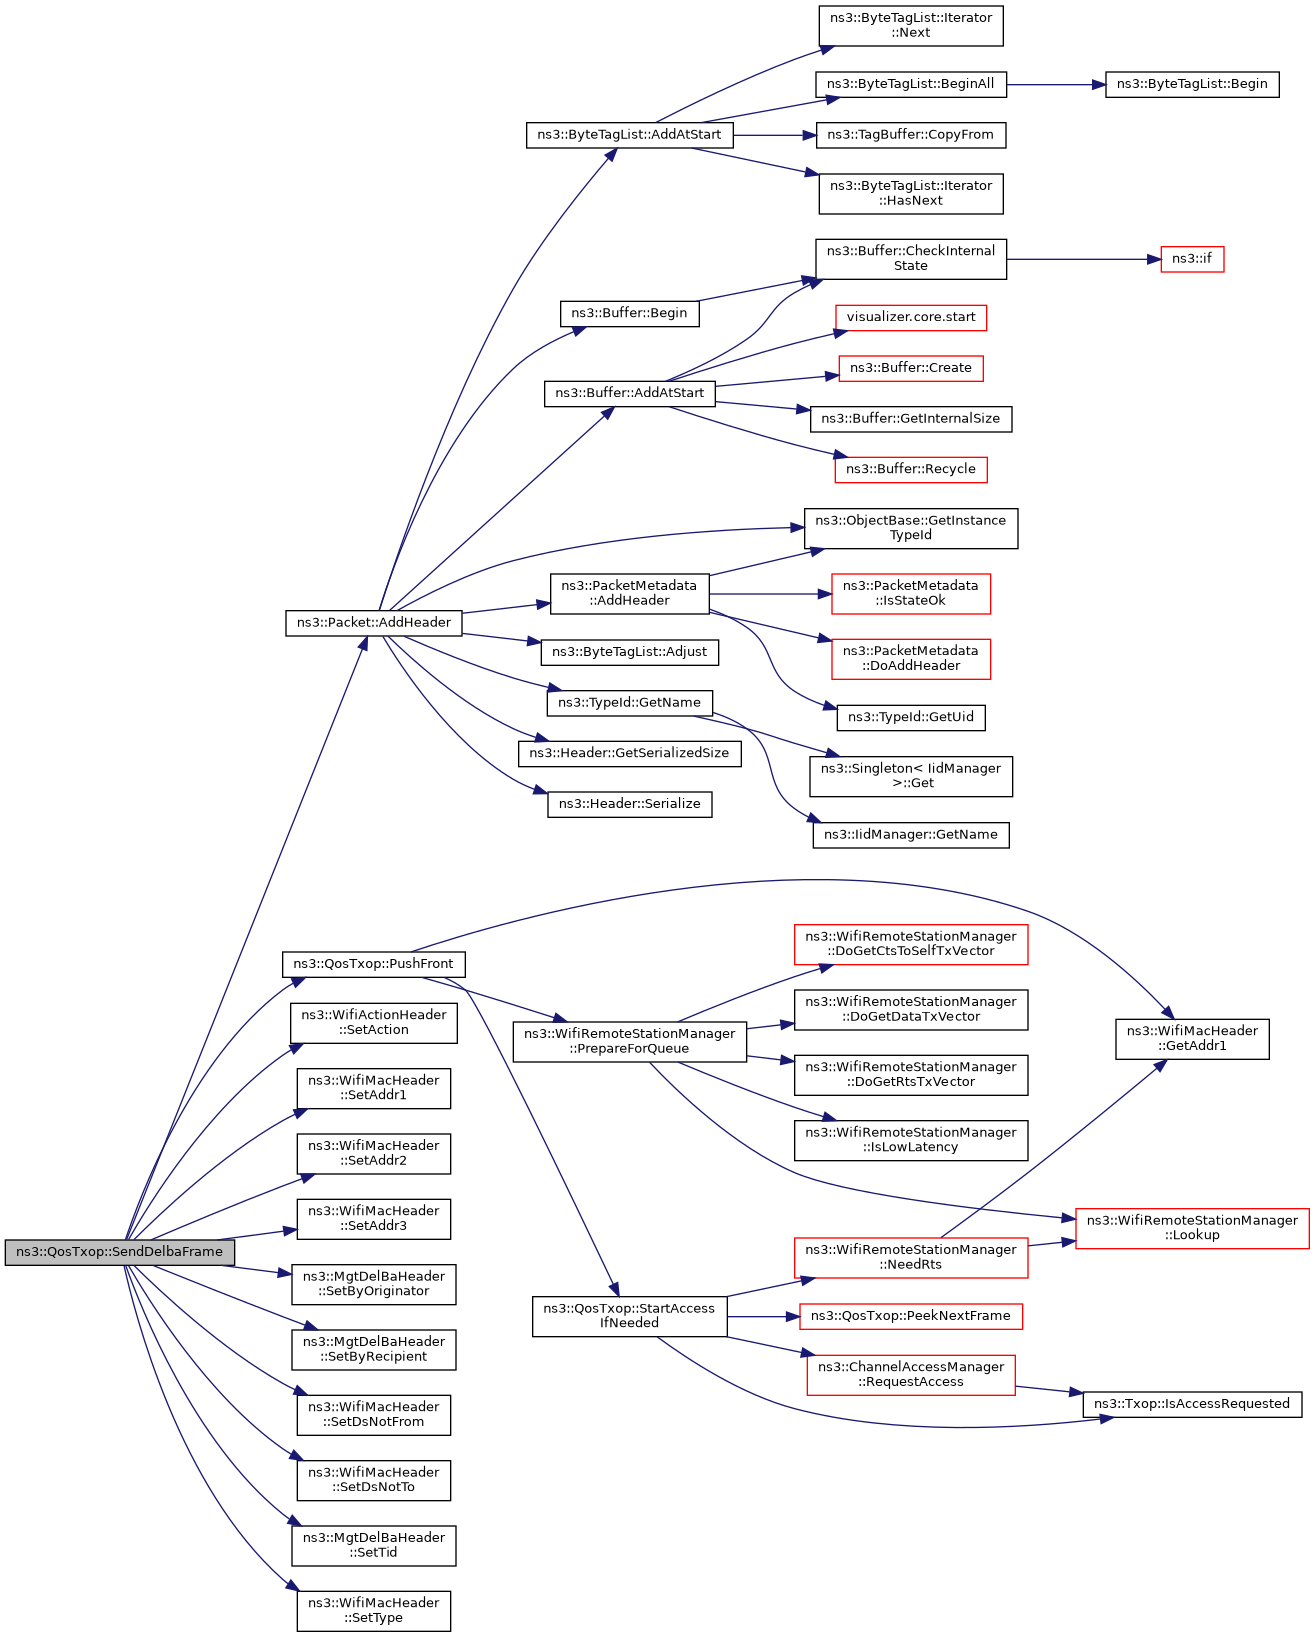 ns3::ByteTagList::Iterator
::Next
ns3::ByteTagList::BeginAll
ns3::ByteTagList::Begin
ns3::ByteTagList::AddAtStart
ns3::TagBuffer::CopyFrom
ns3::ByteTagList::Iterator
::HasNext
ns3::Buffer::CheckInternal
State
ns3::if
ns3::Buffer::Begin
visualizer.core.start
ns3::Buffer::Create
ns3::Buffer::AddAtStart
ns3::Buffer::GetInternalSize
ns3::Buffer::Recycle
ns3::ObjectBase::GetInstance
TypeId
ns3::PacketMetadata
::AddHeader
ns3::PacketMetadata
::IsStateOk
ns3::Packet::AddHeader
ns3::ByteTagList::Adjust
ns3::PacketMetadata
::DoAddHeader
ns3::TypeId::GetName
ns3::TypeId::GetUid
ns3::Header::GetSerializedSize
ns3::Singleton< IidManager
>::Get
ns3::Header::Serialize
ns3::IidManager::GetName
ns3::QosTxop::PushFront
ns3::WifiRemoteStationManager
::DoGetCtsToSelfTxVector
ns3::WifiActionHeader
::SetAction
ns3::WifiRemoteStationManager
::PrepareForQueue
ns3::WifiRemoteStationManager
::DoGetDataTxVector
ns3::WifiMacHeader
::GetAddr1
ns3::WifiMacHeader
::SetAddr1
ns3::WifiRemoteStationManager
::DoGetRtsTxVector
ns3::WifiMacHeader
::SetAddr2
ns3::WifiRemoteStationManager
::IsLowLatency
ns3::WifiMacHeader
::SetAddr3
ns3::WifiRemoteStationManager
::Lookup
ns3::QosTxop::SendDelbaFrame
ns3::WifiRemoteStationManager
::NeedRts
ns3::MgtDelBaHeader
::SetByOriginator
ns3::QosTxop::StartAccess
IfNeeded
ns3::QosTxop::PeekNextFrame
ns3::MgtDelBaHeader
::SetByRecipient
ns3::ChannelAccessManager
::RequestAccess
ns3::WifiMacHeader
::SetDsNotFrom
ns3::Txop::IsAccessRequested
ns3::WifiMacHeader
::SetDsNotTo
ns3::MgtDelBaHeader
::SetTid
ns3::WifiMacHeader
::SetType